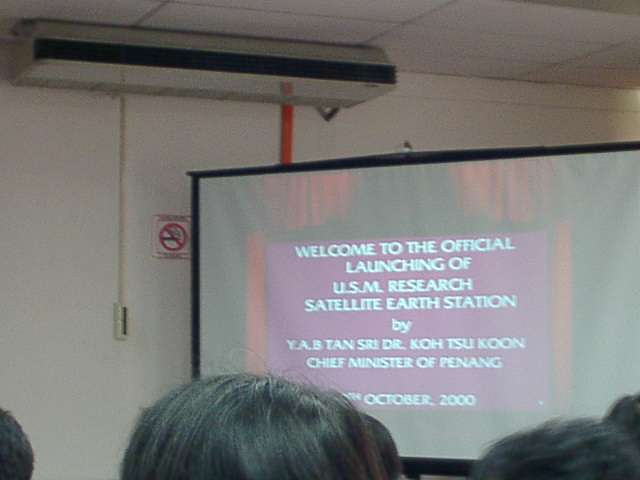 WELCOME TO THE OFFICIAL
LAUNCHING OF
U.S.M. RESEARCH
SATELLITE EARTH STATION
by
Y.A.B TAN SRI DR. KOH TSU KOON
CHIEF MINISTER OF PENANG
OCTOBER, 2000